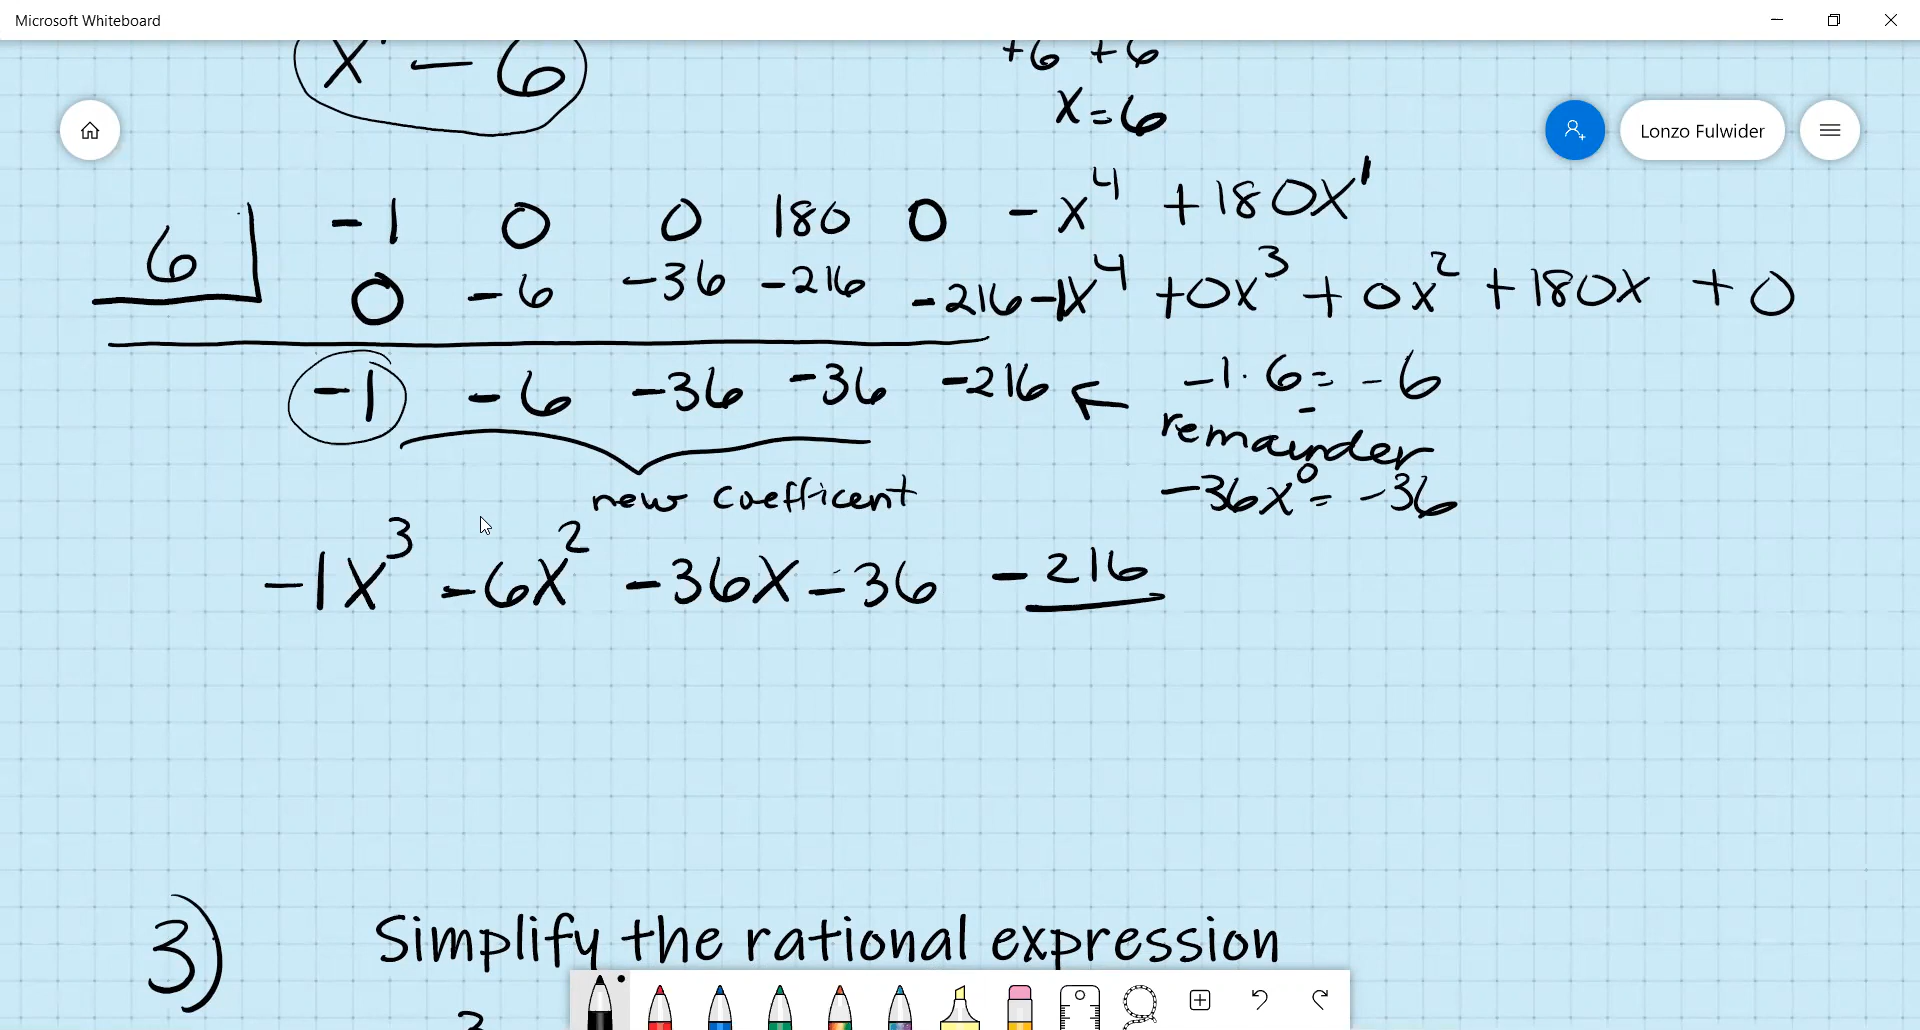 Microsoft Whiteboard
x - 6
+6 +6
x = 6
Lonzo Fulwider
6 -1 0 0 180 0 -x⁴ +180x¹
0 -6 -36 -216 -216 -1x⁴ +0x³ + 0x² +180x + 0
-1 -6 -36 -36 -216 ← -1 · 6 = -6
remainder
new coefficent -36x⁰ = -36
-1x³ -6x² -36x -36 -216
3) Simplify the rational expression
3